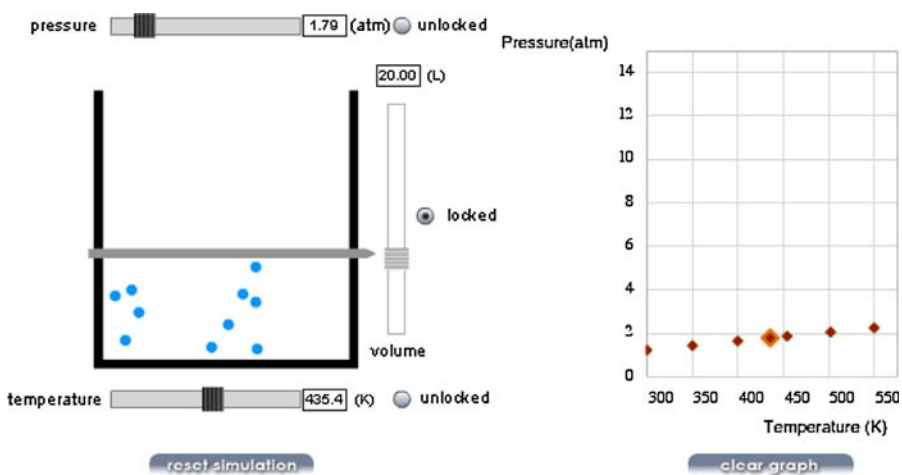 pressure 1.79 (atm) unlocked
20.00 (L)
locked
volume
temperature 435.4 (K) unlocked
reset simulation
Pressure(atm)
14
12
10
8
6
4
2
0
300 350 400 450 500 550
Temperature (K)
clear graph